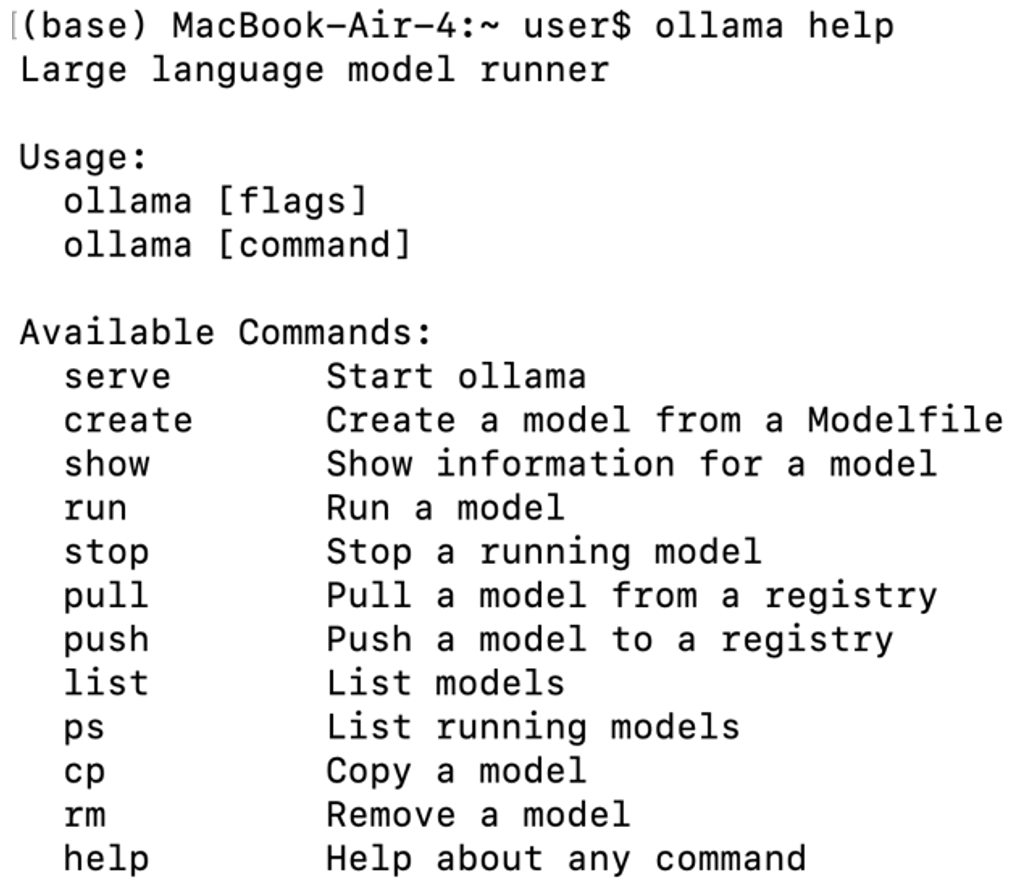 [(base) MacBook-Air-4:~ user$ ollama help
Large language model runner

Usage:
  ollama [flags]
  ollama [command]

Available Commands:
  serve       Start ollama
  create      Create a model from a Modelfile
  show        Show information for a model
  run         Run a model
  stop        Stop a running model
  pull        Pull a model from a registry
  push        Push a model to a registry
  list        List models
  ps          List running models
  cp          Copy a model
  rm          Remove a model
  help        Help about any command